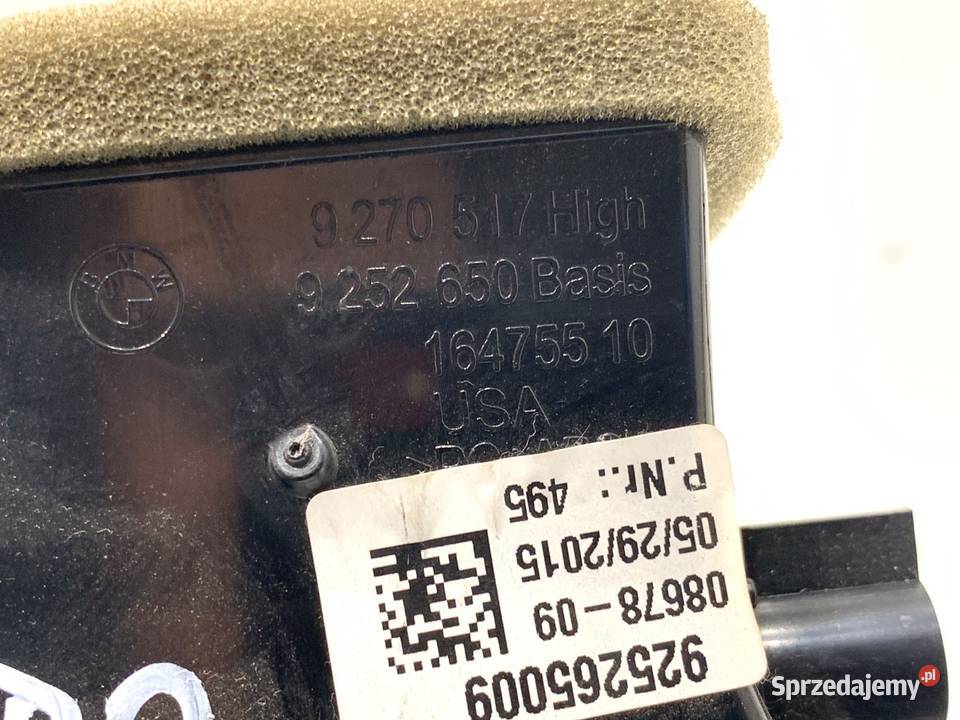 9 270 517 High
9 252 650 Basis
BMW
164755 10
USA
925265009
08678-09
05/29/2015
P.Nr.: 495
Sprzedajemy.pl